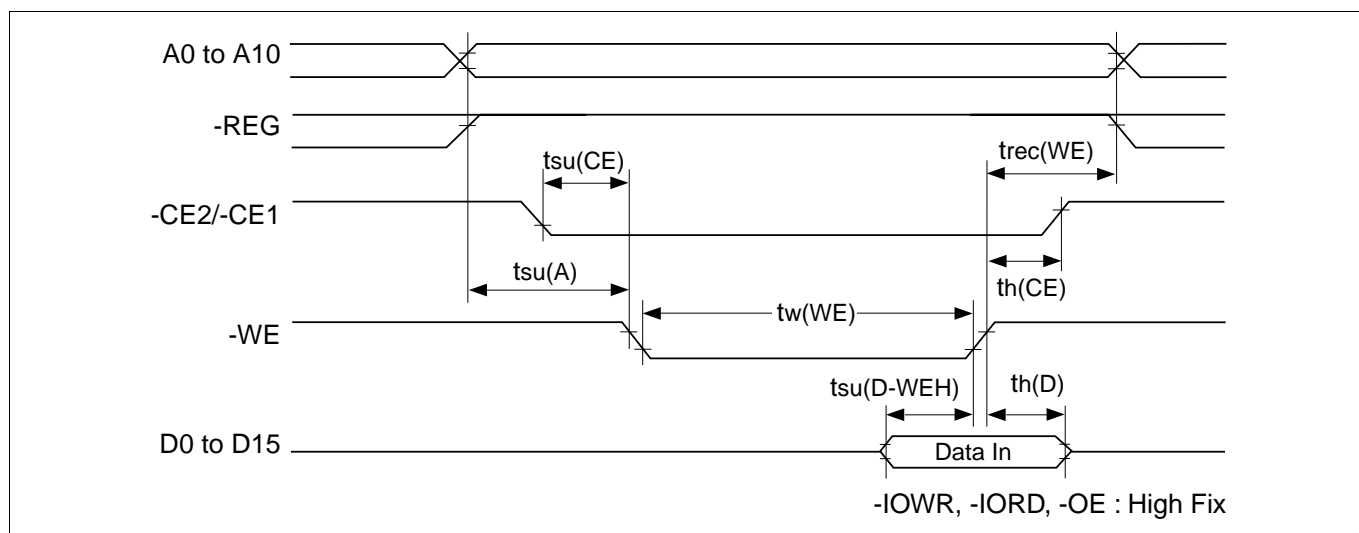 A0 to A10
-REG
tsu(CE)
trec(WE)
-CE2/-CE1
tsu(A)
th(CE)
tw(WE)
-WE
tsu(D-WEH)
th(D)
D0 to D15
Data In
-IOWR, -IORD, -OE : High Fix